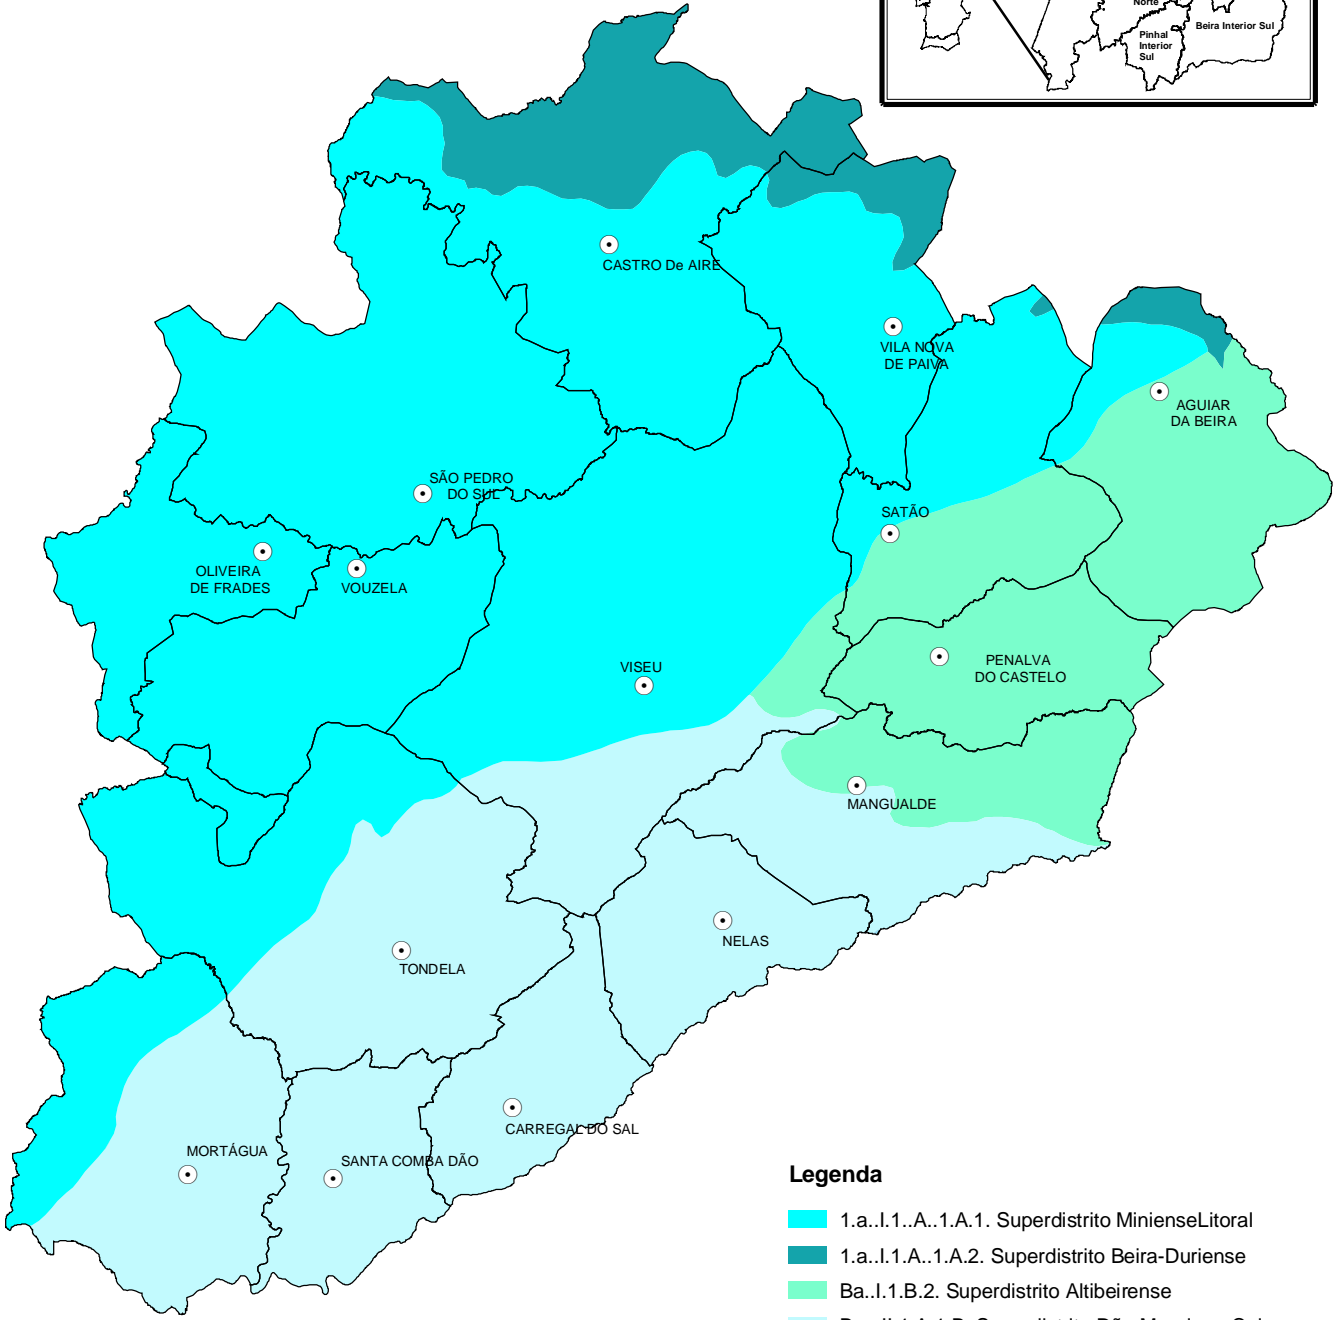 Norte
Beira Interior Sul
Pinhal
Interior
Sul
CASTRO De AIRE
VILA NOVA
DE PAIVA
AGUIAR
DA BEIRA
SÃO PEDRO
DO SUL
SATÃO
OLIVEIRA
DE FRADES
VOUZELA
VISEU
PENALVA
DO CASTELO
MANGUALDE
NELAS
TONDELA
CARREGAL DO SAL
MORTÁGUA
SANTA COMBA DÃO
Legenda
1.a..I.1..A..1.A.1. Superdistrito MinienseLitoral
1.a..I.1.A..1.A.2. Superdistrito Beira-Duriense
Ba..I.1.B.2. Superdistrito Altibeirense
Superdistrito